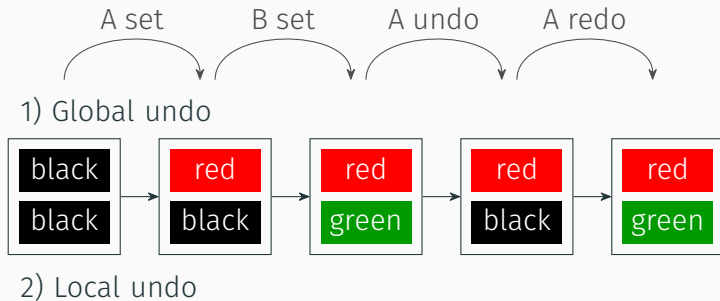 A set B set A undo A redo
1) Global undo
black red red red red
black black green black green
2) Local undo